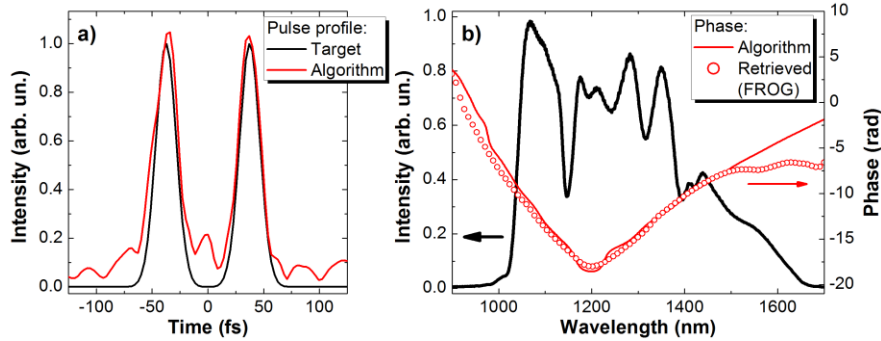 a)
Pulse profile:
Target
Algorithm
Intensity (arb. un.)
1.0
0.8
0.6
0.4
0.2
0.0
-100 -50 0 50 100
Time (fs)
b)
Phase:
Algorithm
Retrieved
(FROG)
Intensity (arb. un.)
1.0
0.8
0.6
0.4
0.2
0.0
1000 1200 1400 1600
Wavelength (nm)
10
5
0
-5
-10
-15
-20
Phase (rad)